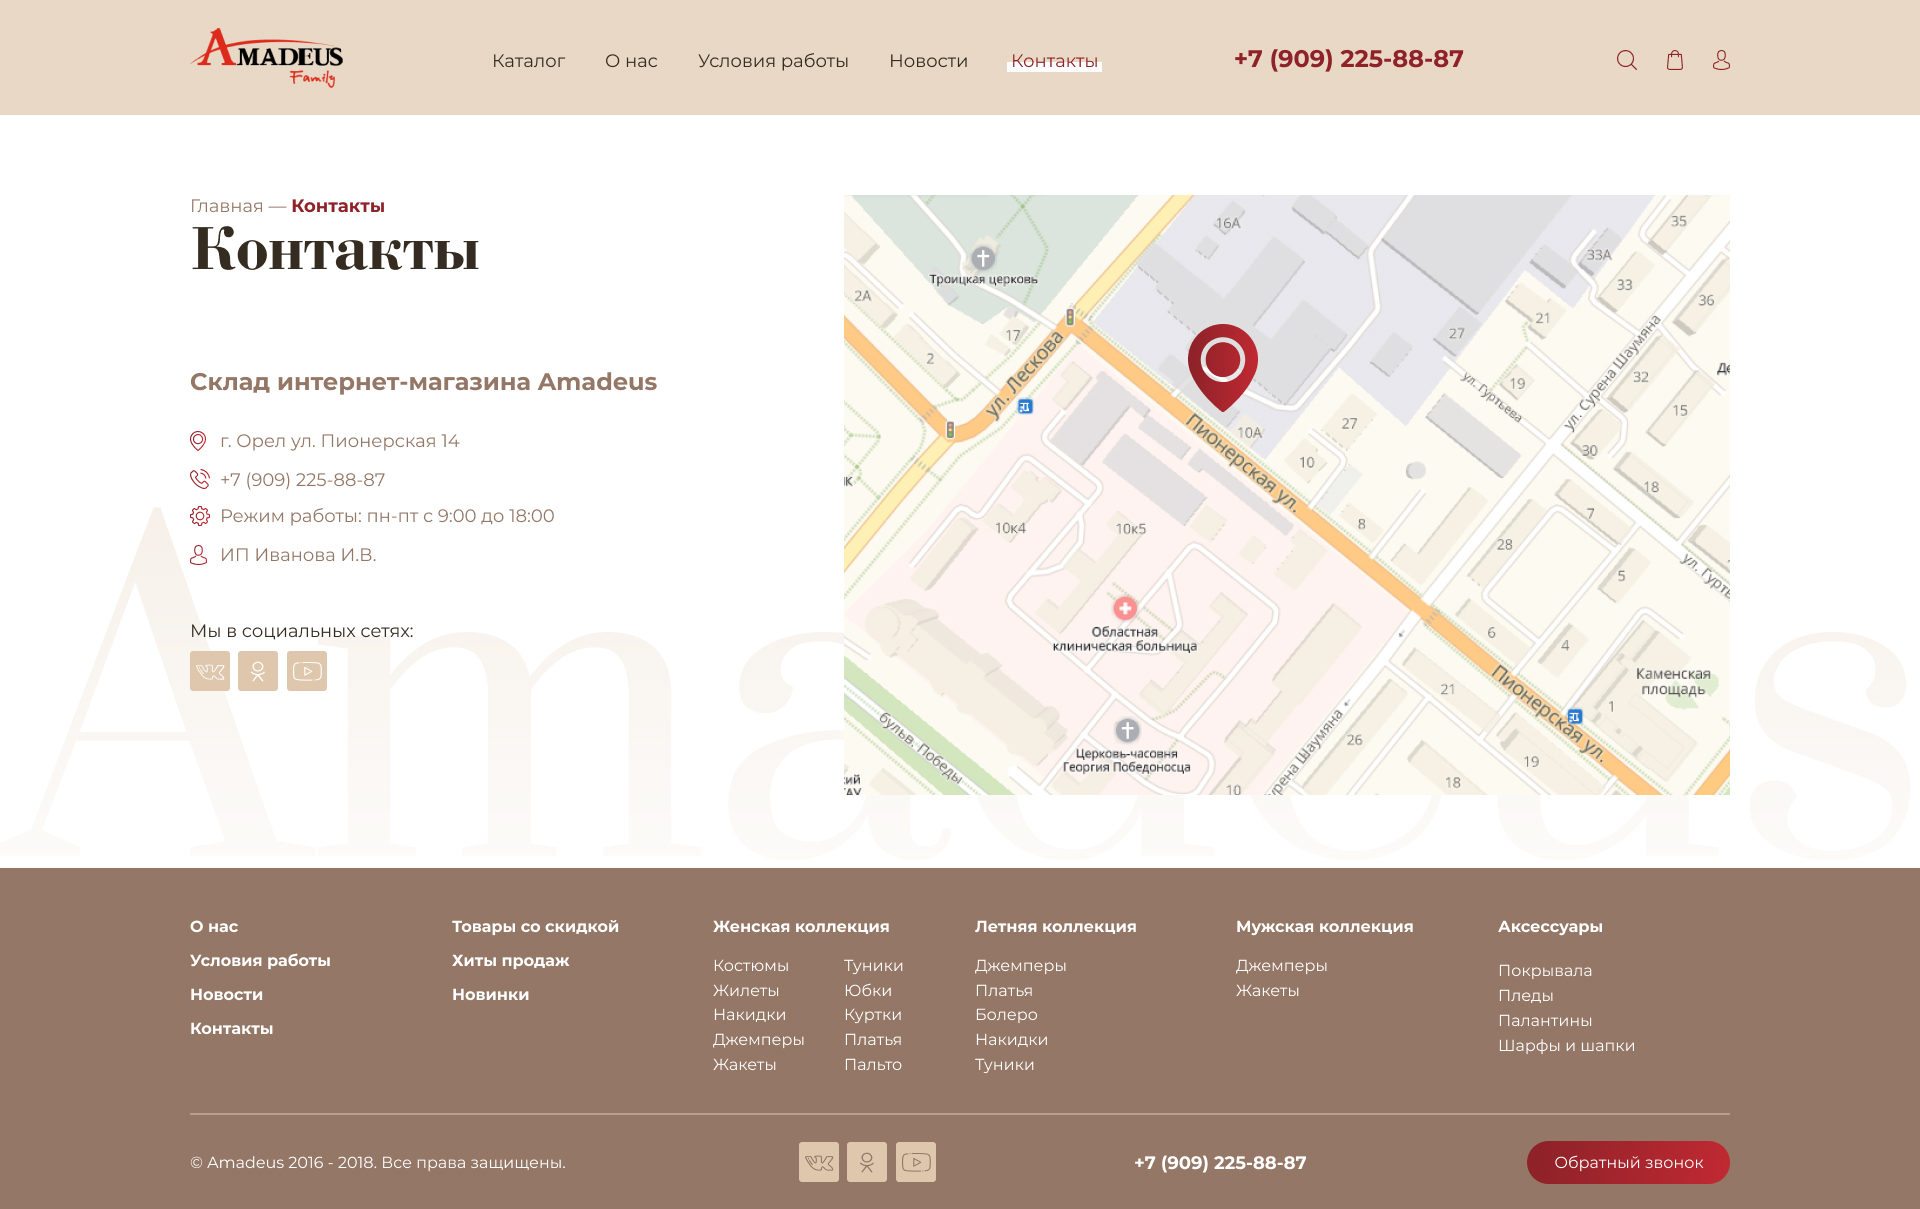 AMADEUS
Family
Каталог
О нас
Условия работы
Новости
Контакты
+7 (909) 225-88-87
Главная — Контакты
Контакты
Склад интернет-магазина Amadeus
г. Орел ул. Пионерская 14
+7 (909) 225-88-87
Режим работы: пн-пт с 9:00 до 18:00
ИП Иванова И.В.
Мы в социальных сетях:
Amadeus
16А
35
Троицкая церковь
33А
33
2А
36
21
17
27
2
ул. Лескова
ул. Сурена Шаумяна
Де
32
19
ул. Гуртьева
15
27
Пионерская ул.
10А
30
10
18
7
10к4
10к5
8
28
ул. Гурть
5
Областная
клиническая больница
6
4
Пионерская ул.
Каменская
площадь
21
1
бульв. Победы
урена Шаумяна
26
Церковь-часовня
Георгия Победоносца
19
18
10
О нас
Условия работы
Новости
Контакты
Товары со скидкой
Хиты продаж
Новинки
Женская коллекция
Костюмы
Жилеты
Накидки
Джемперы
Жакеты
Туники
Юбки
Куртки
Платья
Пальто
Летняя коллекция
Джемперы
Платья
Болеро
Накидки
Туники
Мужская коллекция
Джемперы
Жакеты
Аксессуары
Покрывала
Пледы
Палантины
Шарфы и шапки
© Amadeus 2016 - 2018. Все права защищены.
+7 (909) 225-88-87
Обратный звонок